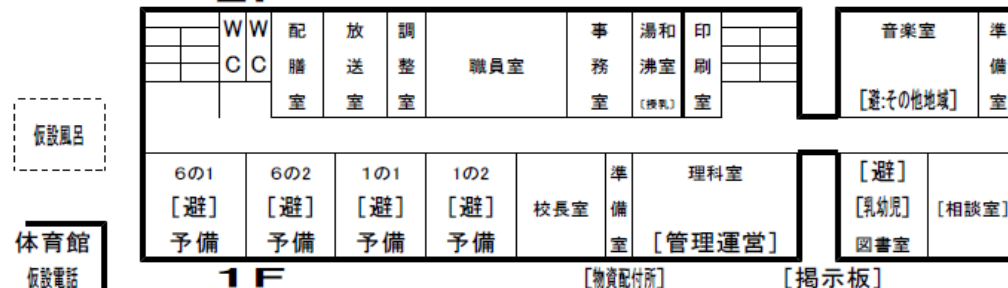 WC
WC
配膳室
放送室
調整室
職員室
事務室
湯和
沸室
[授乳]
印刷室
音楽室
[避:その他地域]
準備室
仮設風呂
6の1
[避]
予備
6の2
[避]
予備
1の1
[避]
予備
1の2
[避]
予備
校長室
準備室
理科室
[管理運営]
[避]
[乳幼児]
図書室
[相談室]
体育館
仮設電話
1F
[物資配付所]
[掲示板]